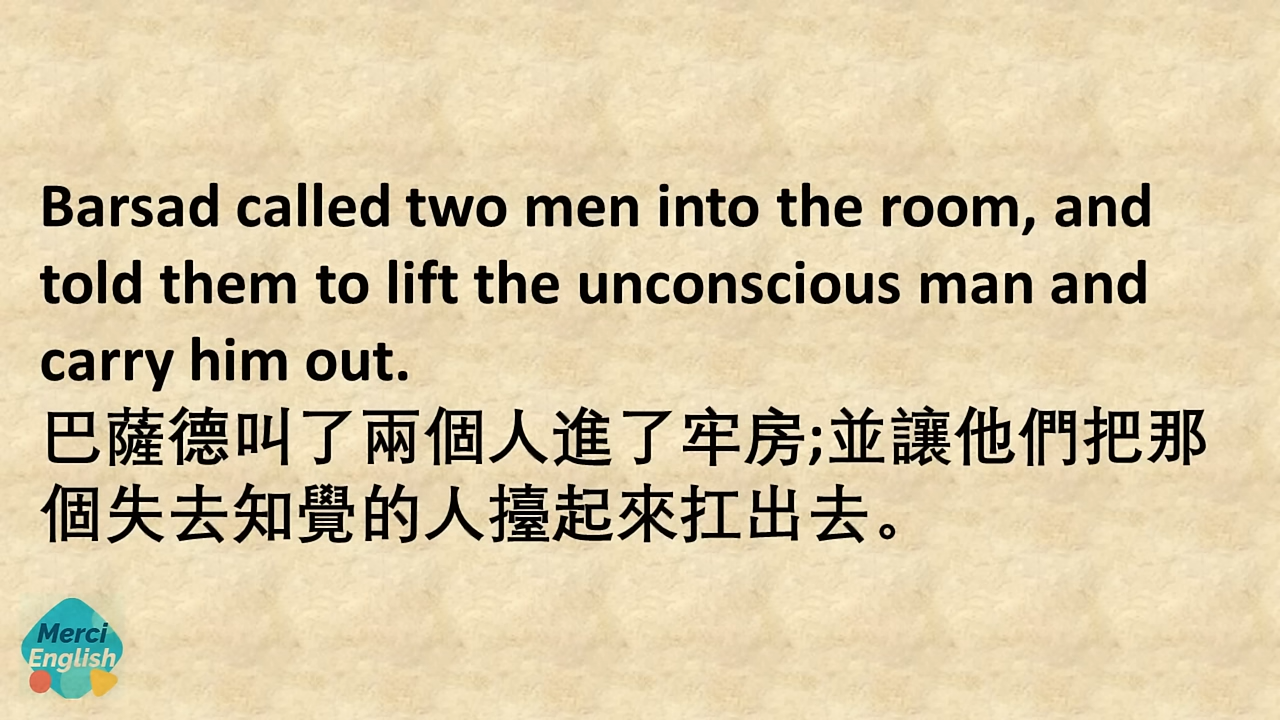 Barsad called two men into the room, and
told them to lift the unconscious man and
carry him out.
巴薩德叫了兩個人進了牢房;並讓他們把那
個失去知覺的人擡起來扛出去。
Merci
English